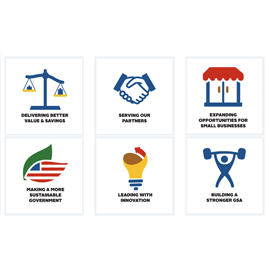 DELIVERING BETTER
VALUE & SAVINGS
SERVING OUR
PARTNERS
EXPANDING
OPPORTUNITIES FOR
SMALL BUSINESSES
MAKING A MORE
SUSTAINABLE
GOVERNMENT
LEADING WITH
INNOVATION
BUILDING A
STRONGER GSA